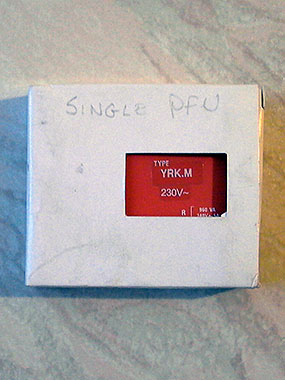 SINGLE PFU
TYPE
YRK.M
230V~
R